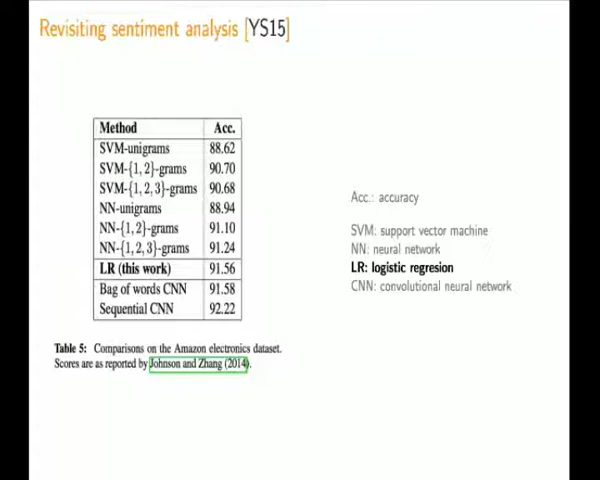 Revisiting sentiment analysis [YS15]
Method Acc.
SVM-unigrams 88.62
SVM-{1, 2}-grams 90.70
SVM-{1, 2, 3}-grams 90.68
NN-unigrams 88.94
NN-{1, 2}-grams 91.10
NN-{1, 2, 3}-grams 91.24
LR (this work) 91.56
Bag of words CNN 91.58
Sequential CNN 92.22
Table 5: Comparisons on the Amazon electronics dataset.
Scores are as reported by Johnson and Zhang (2014).
Acc.: accuracy
SVM: support vector machine
NN: neural network
LR: logistic regresion
CNN: convolutional neural network